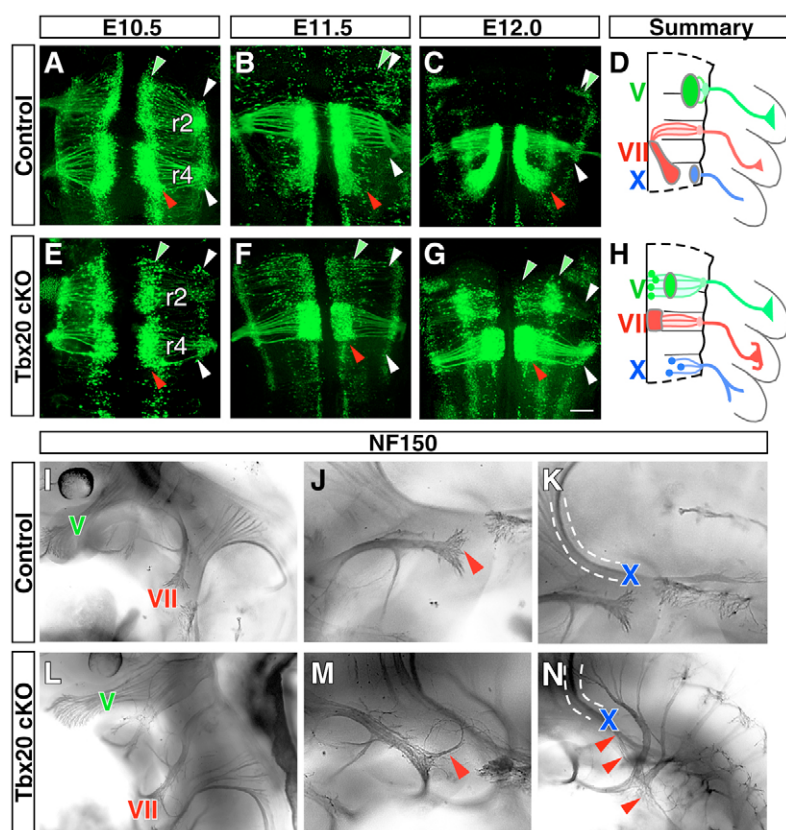 E10.5 E11.5 E12.0 Summary
Control
A B C D
r2
r4
V
VII
X
Tbx20 cKO
E F G H
r2
r4
V
VII
X
NF150
Control
I J K
V
VII
X
Tbx20 cKO
L M N
V
VII
X